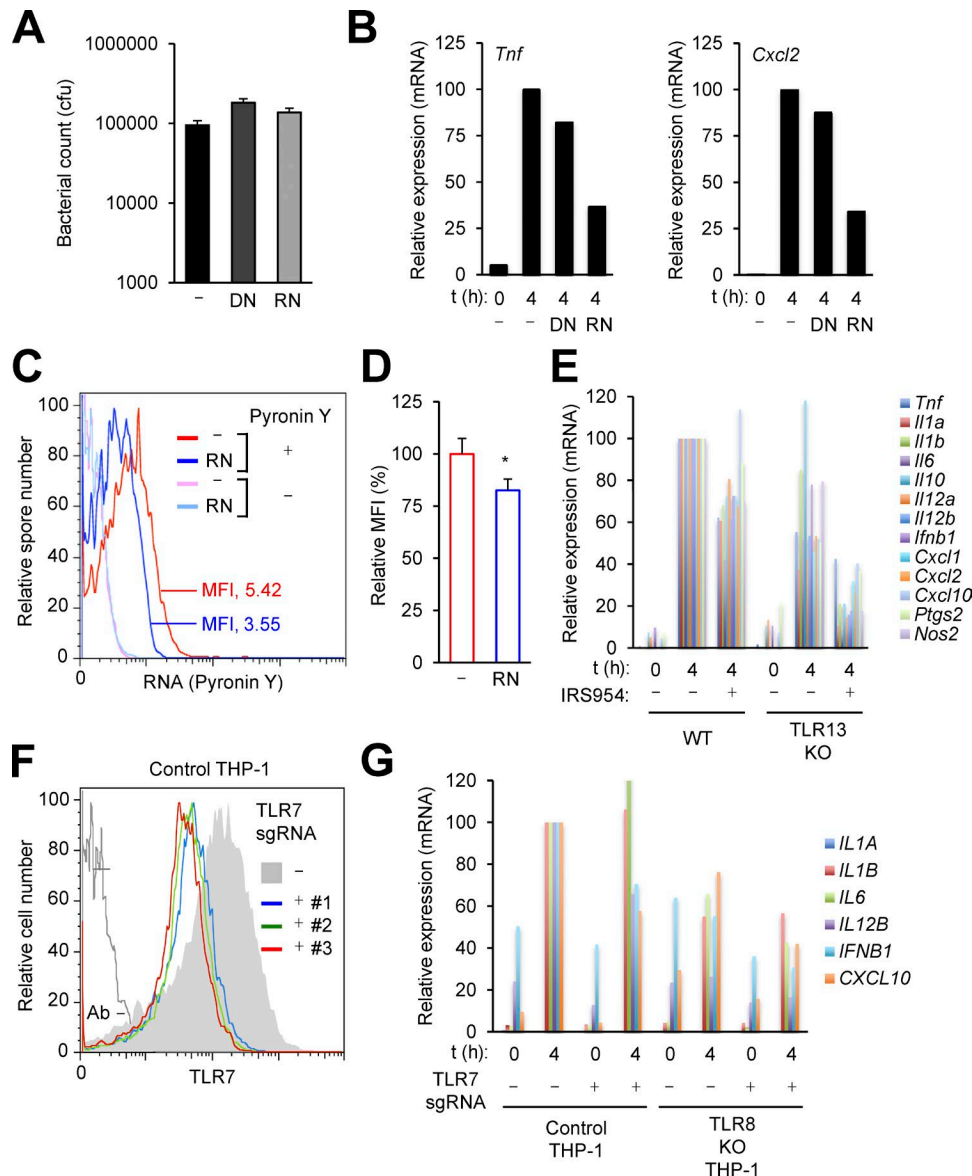 A
Bacterial count (cfu)
1000000
100000
10000
1000
– DN RN
B
Relative expression (mRNA)
125
100
75
50
25
0
Tnf
t (h): 0 4 4 4
– – DN RN
Relative expression (mRNA)
125
100
75
50
25
0
Cxcl2
t (h): 0 4 4 4
– – DN RN
C
Relative spore number
100
80
60
40
20
0
Pyronin Y
–
RN
+
–
RN
–
MFI, 5.42
MFI, 3.55
0
RNA (Pyronin Y)
D
Relative MFI (%)
125
100
75
50
25
0
*
– RN
E
Relative expression (mRNA)
120
100
80
60
40
20
0
Tnf
Il1a
Il1b
Il6
Il10
Il12a
Il12b
Ifnb1
Cxcl1
Cxcl2
Cxcl10
Ptgs2
Nos2
t (h): 0 4 4 0 4 4
IRS954: – – + – – +
WT
TLR13
KO
F
Control THP-1
Relative cell number
100
80
60
40
20
0
TLR7
sgRNA
–
+ #1
+ #2
+ #3
Ab –
0
TLR7
G
Relative expression (mRNA)
120
100
80
60
40
20
0
IL1A
IL1B
IL6
IL12B
IFNB1
CXCL10
t (h): 0 4 0 4 0 4 0 4
TLR7
sgRNA
– – + + – – + +
Control
THP-1
TLR8
KO
THP-1